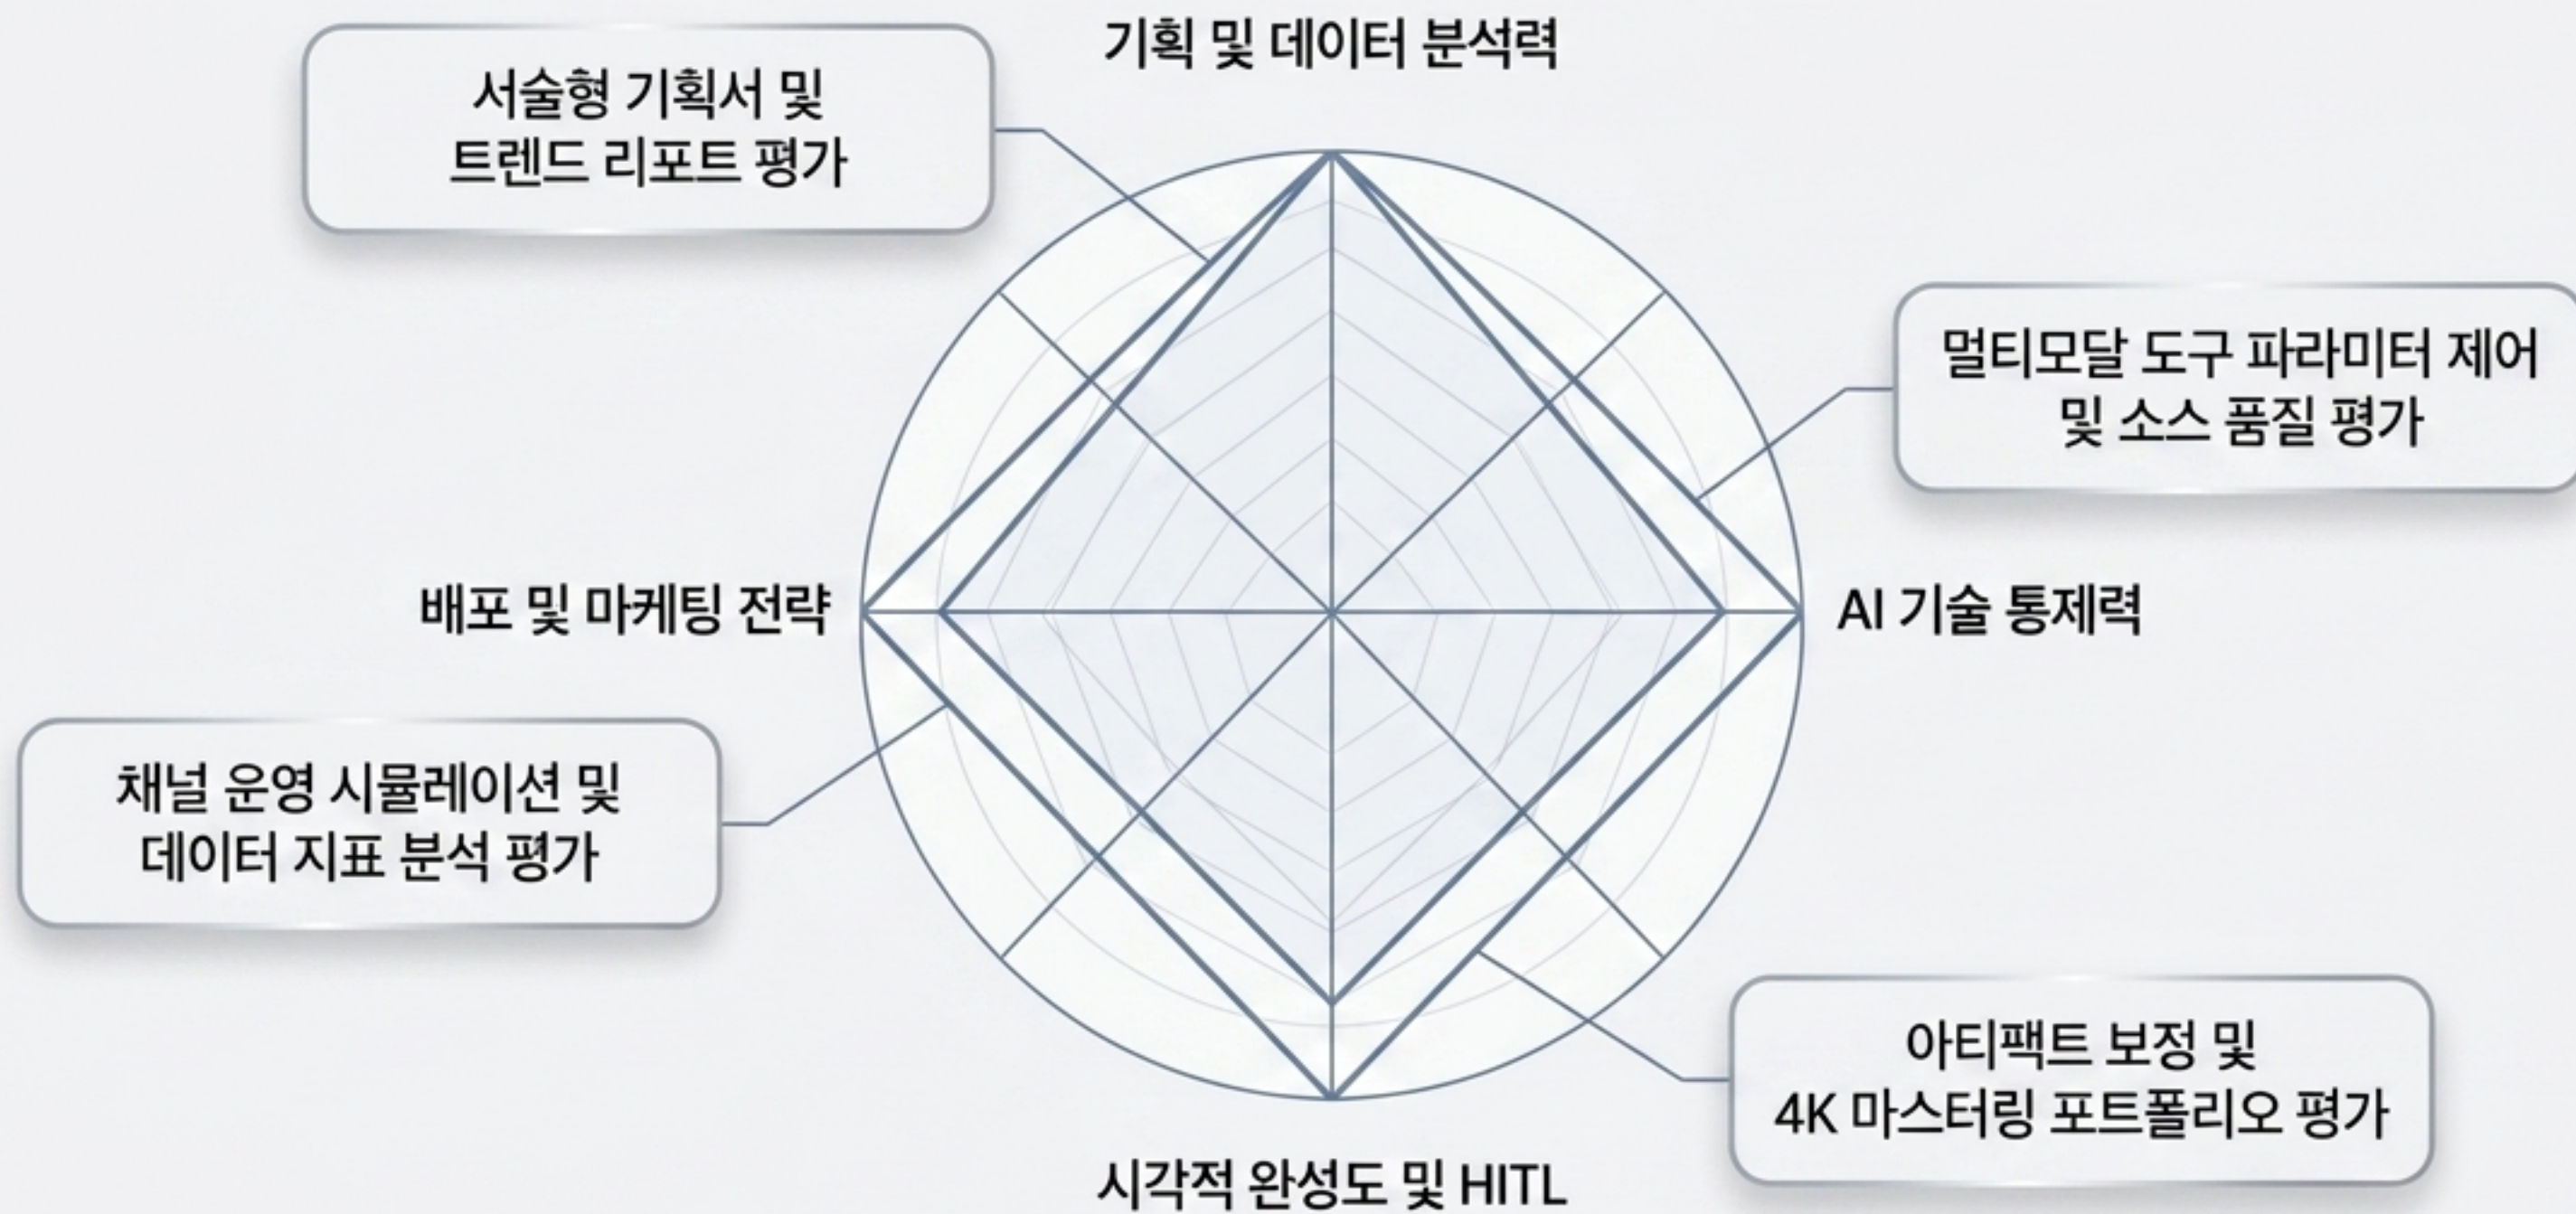 기획 및 데이터 분석력
서술형 기획서 및
트렌드 리포트 평가
멀티모달 도구 파라미터 제어
및 소스 품질 평가
배포 및 마케팅 전략
AI 기술 통제력
채널 운영 시뮬레이션 및
데이터 지표 분석 평가
아티팩트 보정 및
4K 마스터링 포트폴리오 평가
시각적 완성도 및 HITL